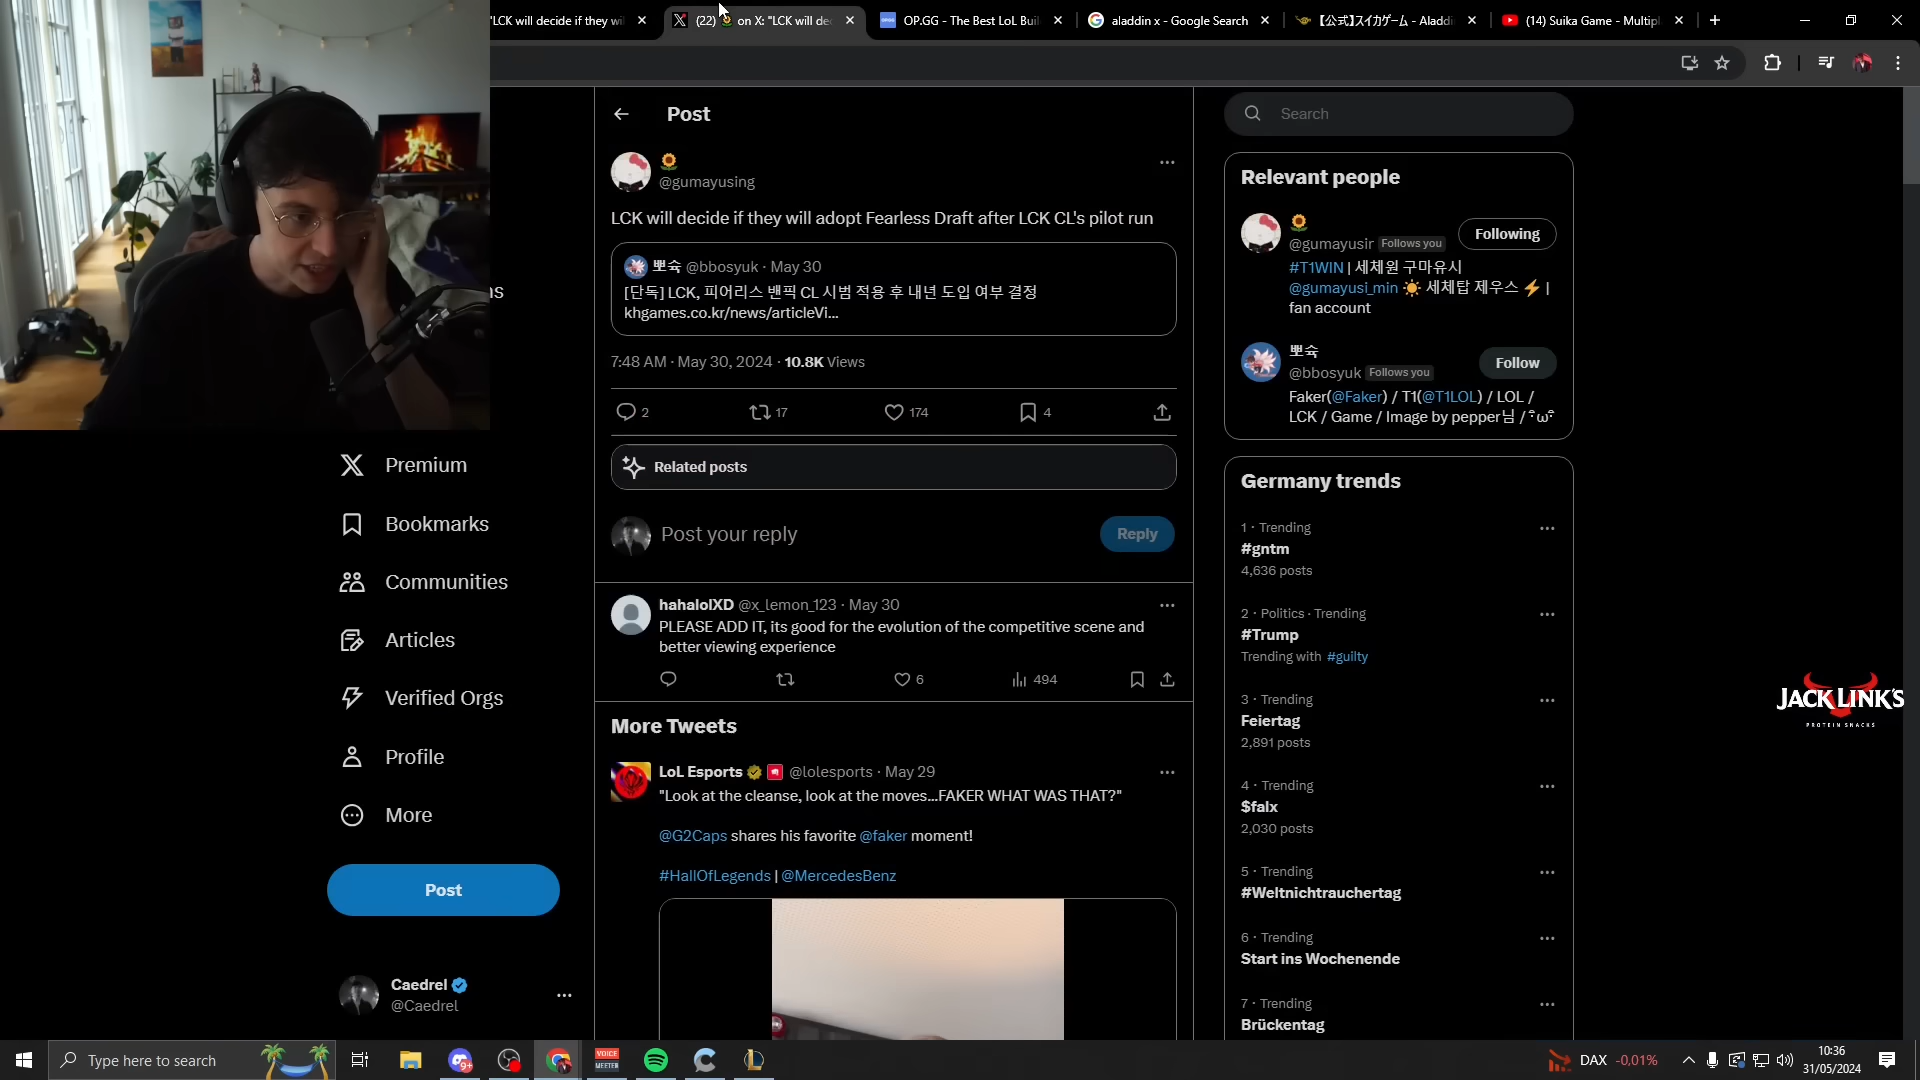 "LCK will decide if they wi
(22) 🌻 on X: "LCK will de
OP.GG - The Best LoL Buil
aladdin x - Google Search
【公式】スイカゲーム - Aladdi
(14) Suika Game - Multip
Post
Search
🌻
@gumayusing
LCK will decide if they will adopt Fearless Draft after LCK CL's pilot run
뽀슉 @bbosyuk · May 30
[단독] LCK, 피어리스 밴픽 CL 시범 적용 후 내년 도입 여부 결정
khgames.co.kr/news/articleVi...
7:48 AM · May 30, 2024 · 10.8K Views
2
17
174
4
Related posts
Post your reply
Reply
hahalolXD @x_lemon_123 · May 30
PLEASE ADD IT, its good for the evolution of the competitive scene and
better viewing experience
6
494
More Tweets
LoL Esports @lolesports · May 29
"Look at the cleanse, look at the moves...FAKER WHAT WAS THAT?"
@G2Caps shares his favorite @faker moment!
#HallOfLegends | @MercedesBenz
ns
Premium
Bookmarks
Communities
Articles
Verified Orgs
Profile
More
Post
Caedrel
@Caedrel
Relevant people
🌻
@gumayusir Follows you
Following
#T1WIN | 세체원 구마유시
@gumayusi_min ☀️ 세체탑 제우스 ⚡ |
fan account
뽀슉
@bbosyuk Follows you
Follow
Faker(@Faker) / T1(@T1LOL) / LOL /
LCK / Game / Image by pepper님 / ･ิω･ิ
Germany trends
1 · Trending
#gntm
4,636 posts
2 · Politics · Trending
#Trump
Trending with #guilty
3 · Trending
Feiertag
2,891 posts
4 · Trending
$falx
2,030 posts
5 · Trending
#Weltnichtrauchertag
6 · Trending
Start ins Wochenende
7 · Trending
Brückentag
JACK LINK'S
PROTEIN SNACKS
Type here to search
9+
VOICE
MEETER
DAX -0,01%
10:36
31/05/2024